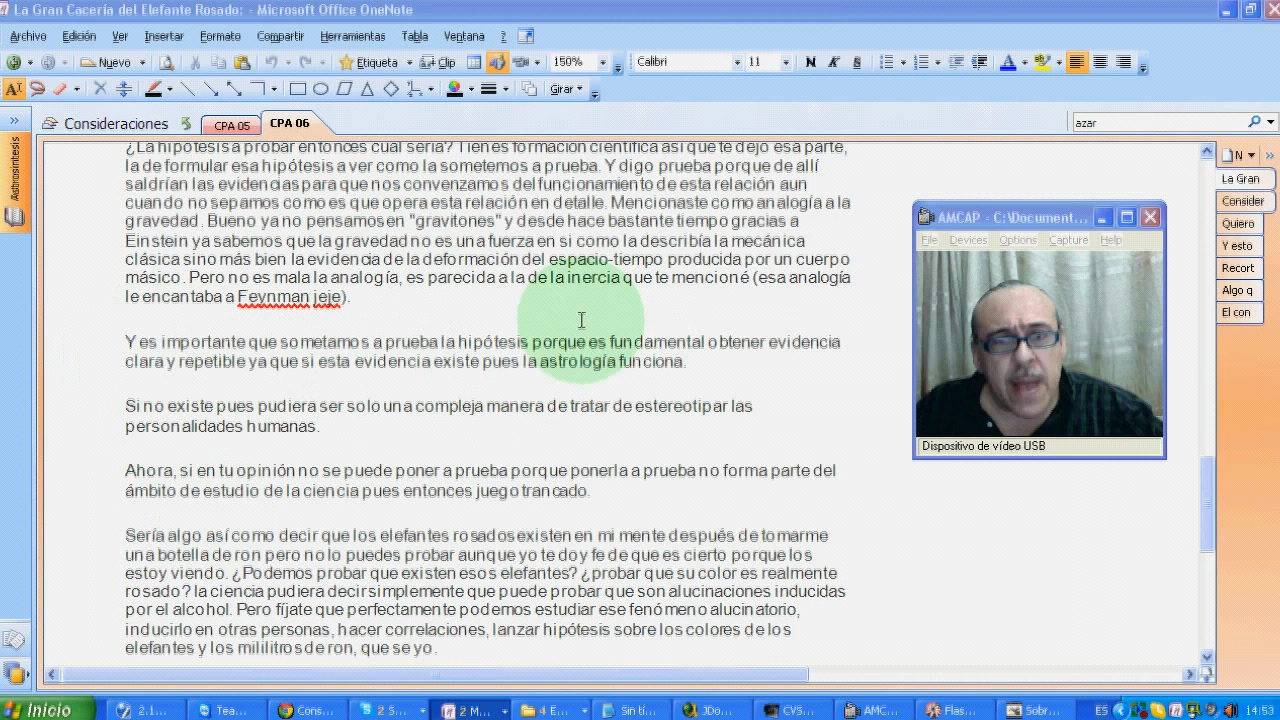 La Gran Cacería del Elefante Rosado: - Microsoft Office OneNote
Archivo Edición Ver Insertar Formato Compartir Herramientas Tabla Ventana ?
Nuevo Etiqueta Clip 150% Calibri 11 N K S
Girar
Consideraciones CPA 05 CPA 06 azar
Astrosíntesis
¿La hipótesis a probar entonces cual sería? Tienes formación científica así que te dejo esa parte,
la de formular esa hipótesis a ver como la sometemos a prueba. Y digo prueba porque de allí
saldrían las evidencias para que nos convenzamos del funcionamiento de esta relación aun
cuando no sepamos como es que opera esta relación en detalle. Mencionaste como analogía a la
gravedad. Bueno ya no pensamos en "gravitones" y desde hace bastante tiempo gracias a
Einstein ya sabemos que la gravedad no es una fuerza en si como la describía la mecánica
clásica sino más bien la evidencia de la deformación del espacio-tiempo producida por un cuerpo
másico. Pero no es mala la analogía, es parecida a la de la inercia que te mencioné (esa analogía
le encantaba a Feynman jeje).
Y es importante que sometamos a prueba la hipótesis porque es fundamental obtener evidencia
clara y repetible ya que si esta evidencia existe pues la astrología funciona.
Si no existe pues pudiera ser solo una compleja manera de tratar de estereotipar las
personalidades humanas.
Ahora, si en tu opinión no se puede poner a prueba porque ponerla a prueba no forma parte del
ámbito de estudio de la ciencia pues entonces juego trancado.
Sería algo así como decir que los elefantes rosados existen en mi mente después de tomarme
una botella de ron pero no lo puedes probar aunque yo te doy fe de que es cierto porque los
estoy viendo. ¿Podemos probar que existen esos elefantes? ¿probar que su color es realmente
rosado? la ciencia pudiera decir simplemente que puede probar que son alucinaciones inducidas
por el alcohol. Pero fíjate que perfectamente podemos estudiar ese fenómeno alucinatorio,
inducirlo en otras personas, hacer correlaciones, lanzar hipótesis sobre los colores de los
elefantes y los mililitros de ron, que se yo.
AMCAP - C:\Document...
File Devices Options Capture Help
Dispositivo de vídeo USB
N
La Gran
Consider
Quiero
Y esto
Recort
Algo q
El con
Inicio 2.1... Tea... Cons... 2 S... 2 M... 4 E... Sin tí... JDo... CVS... AMC... Flas... Sobr... ES 14:53